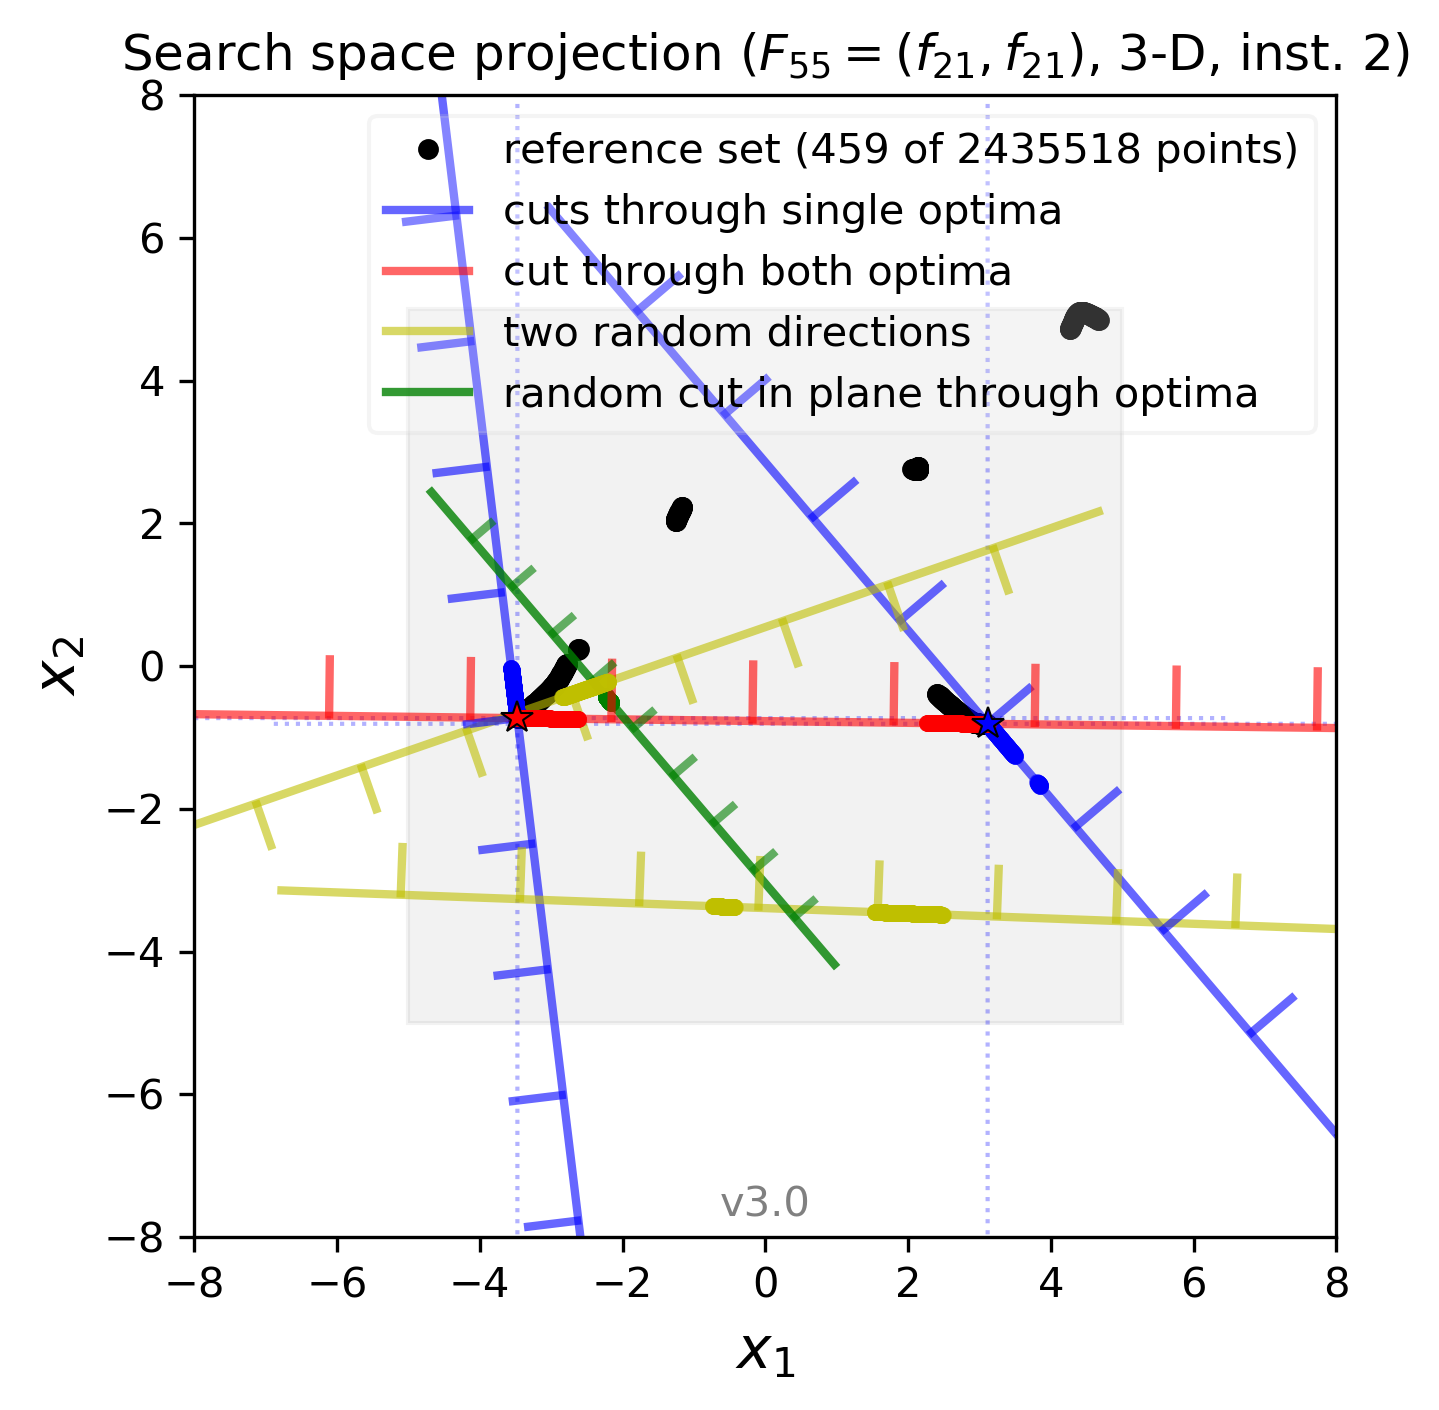 Search space projection (F55 = (f21, f21), 3-D, inst. 2)
reference set (459 of 2435518 points)
cuts through single optima
cut through both optima
two random directions
random cut in plane through optima
8
6
4
2
0
−2
−4
−6
−8
x2
v3.0
−8 −6 −4 −2 0 2 4 6 8
x1